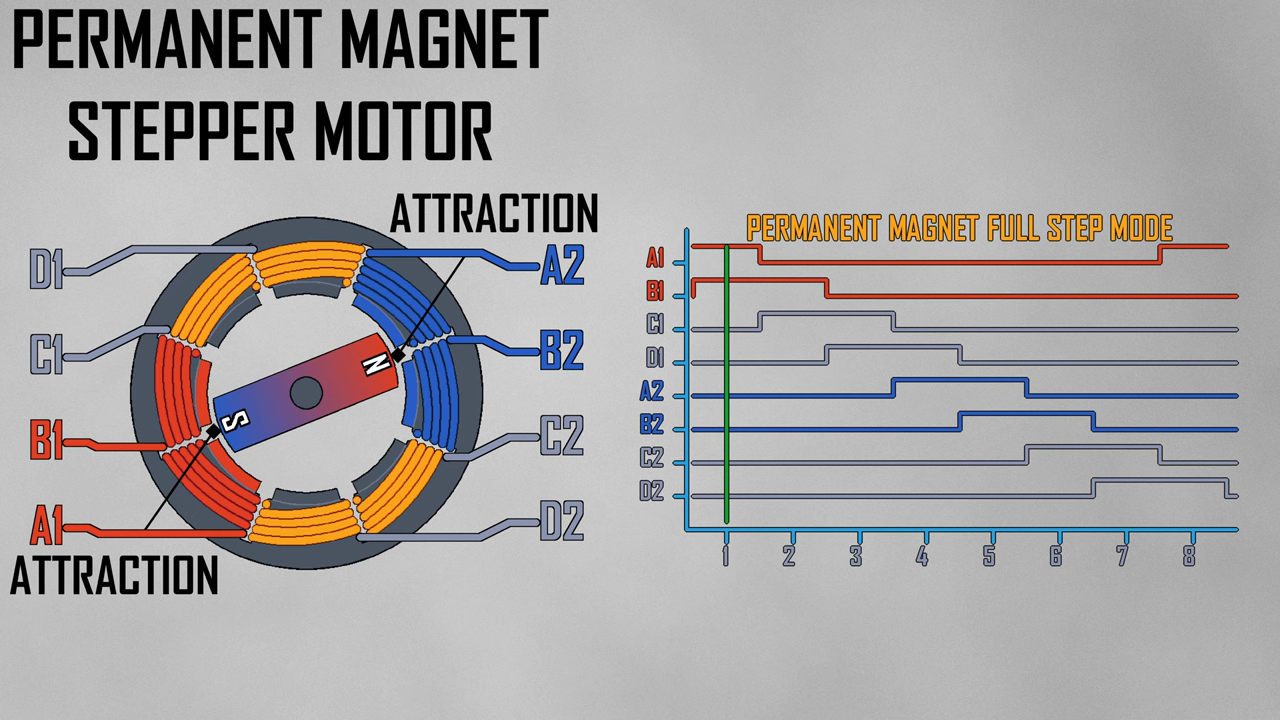 PERMANENT MAGNET
STEPPER MOTOR
ATTRACTION
D1
A2
C1
B2
B1
C2
A1
D2
N
S
ATTRACTION
PERMANENT MAGNET FULL STEP MODE
A1
B1
C1
D1
A2
B2
C2
D2
1 2 3 4 5 6 7 8